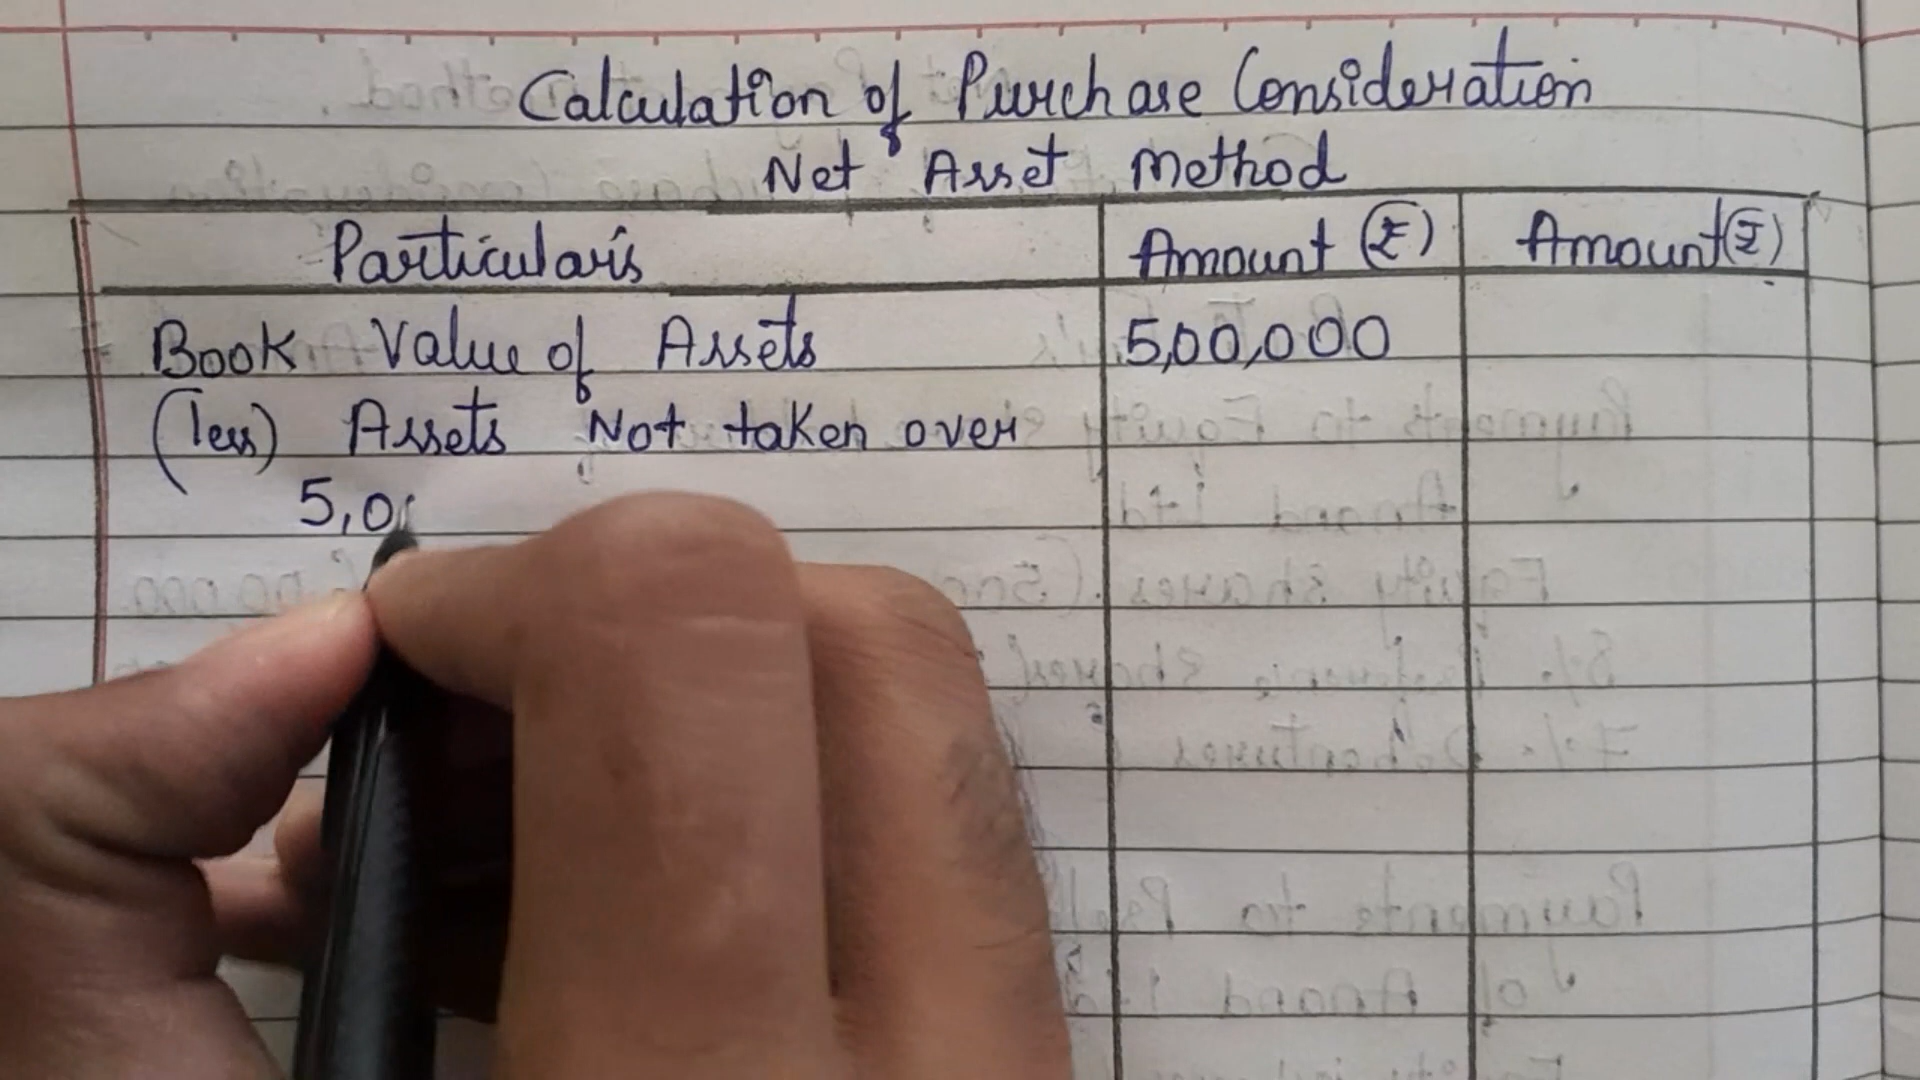 Calculation of Purchase Consideration
Net Asset Method
Particulars Amount (₹) Amount (₹)
Book Value of Assets 5,00,000
(less) Assets Not taken over
5,0